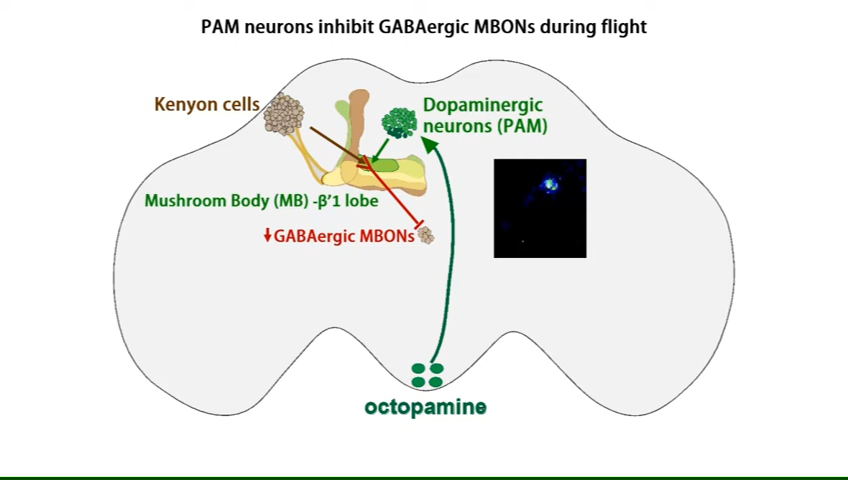 PAM neurons inhibit GABAergic MBONs during flight
Kenyon cells
Dopaminergic
neurons (PAM)
Mushroom Body (MB) -β'1 lobe
GABAergic MBONs
octopamine